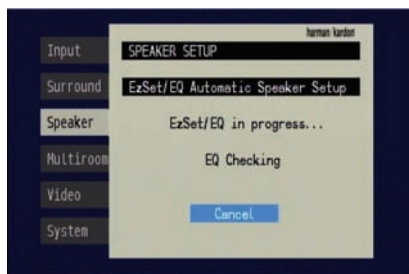 harman/kardon
Input
Surround
Speaker
Multiroom
Video
System
SPEAKER SETUP
EzSet/EQ Automatic Speaker Setup
EzSet/EQ in progress...
EQ Checking
Cancel